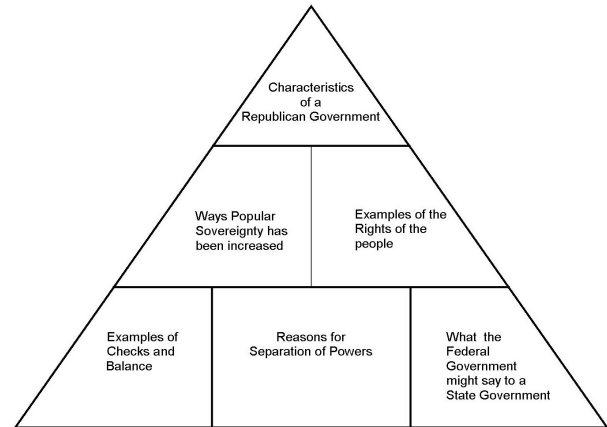 Characteristics
of a
Republican Government
Ways Popular
Sovereignty has
been increased
Examples of the
Rights of the
people
Examples of
Checks and
Balance
Reasons for
Separation of Powers
What the
Federal
Government
might say to a
State Government